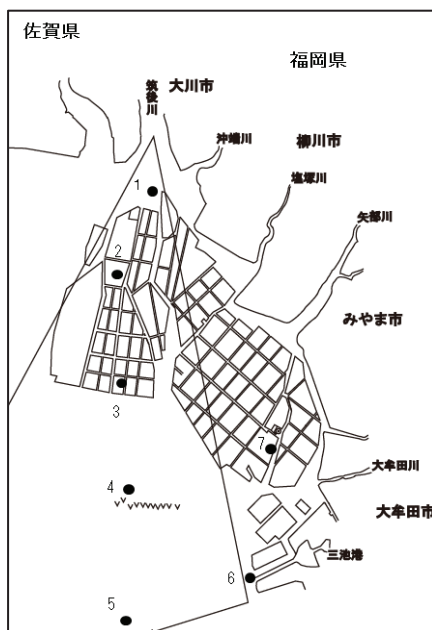 佐賀県
福岡県
筑後川
大川市
沖端川
柳川市
塩塚川
矢部川
みやま市
大牟田川
大牟田市
三池港
1
2
3
4
5
6
7